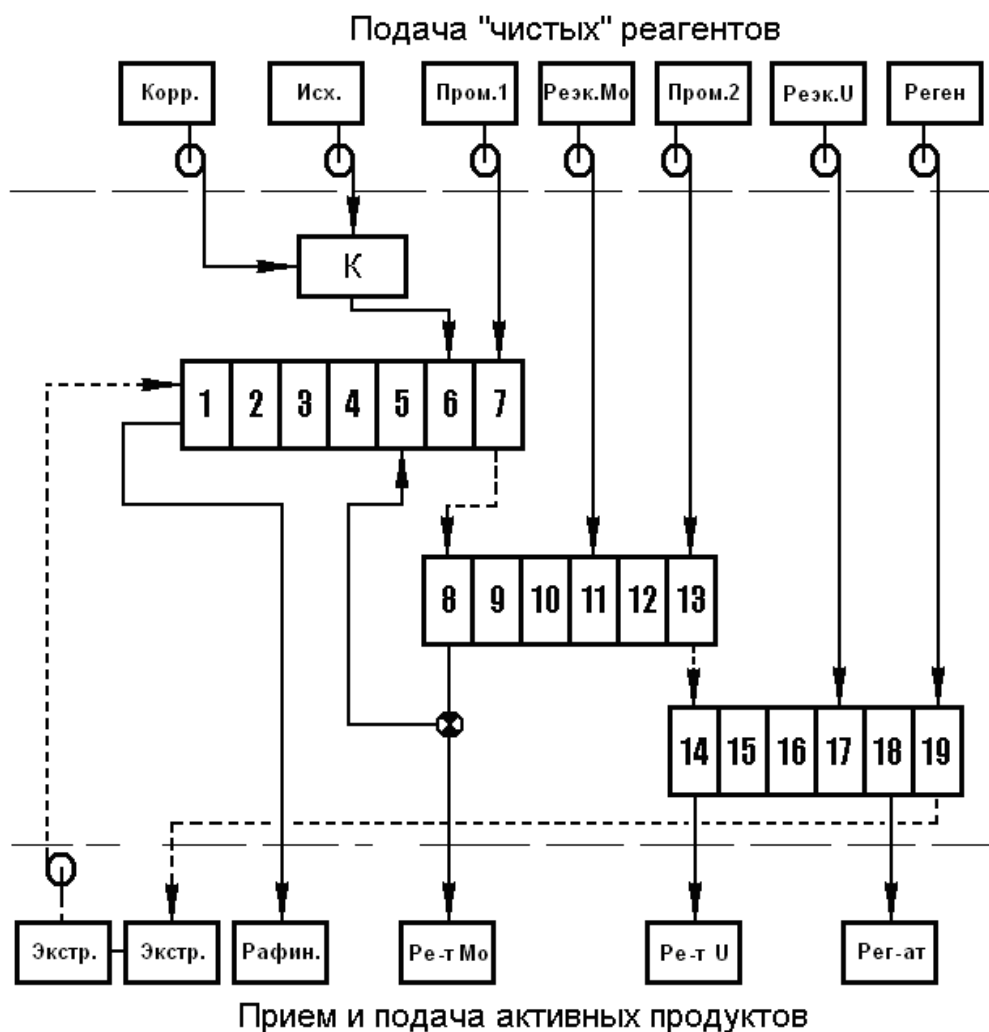 Подача "чистых" реагентов
Корр. Исх. Пром.1 Реэк.Мо Пром.2 Реэк.U Реген
К
1 2 3 4 5 6 7
8 9 10 11 12 13
14 15 16 17 18 19
Экстр. Экстр. Рафин. Ре-т Мо Ре-т U Рег-ат
Прием и подача активных продуктов